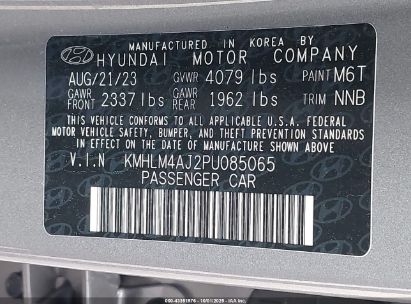 MANUFACTURED IN KOREA BY
HYUNDAI MOTOR COMPANY
AUG/21/23 GVWR 4079 lbs PAINT M6T
GAWR FRONT 2337 lbs GAWR REAR 1962 lbs TRIM NNB
THIS VEHICLE CONFORMS TO ALL APPLICABLE U.S.A. FEDERAL
MOTOR VEHICLE SAFETY, BUMPER, AND THEFT PREVENTION
STANDARDS IN EFFECT ON THE DATE OF MANUFACTURE SHOWN ABOVE.
V.I.N KMHLM4AJ2PU085065
PASSENGER CAR